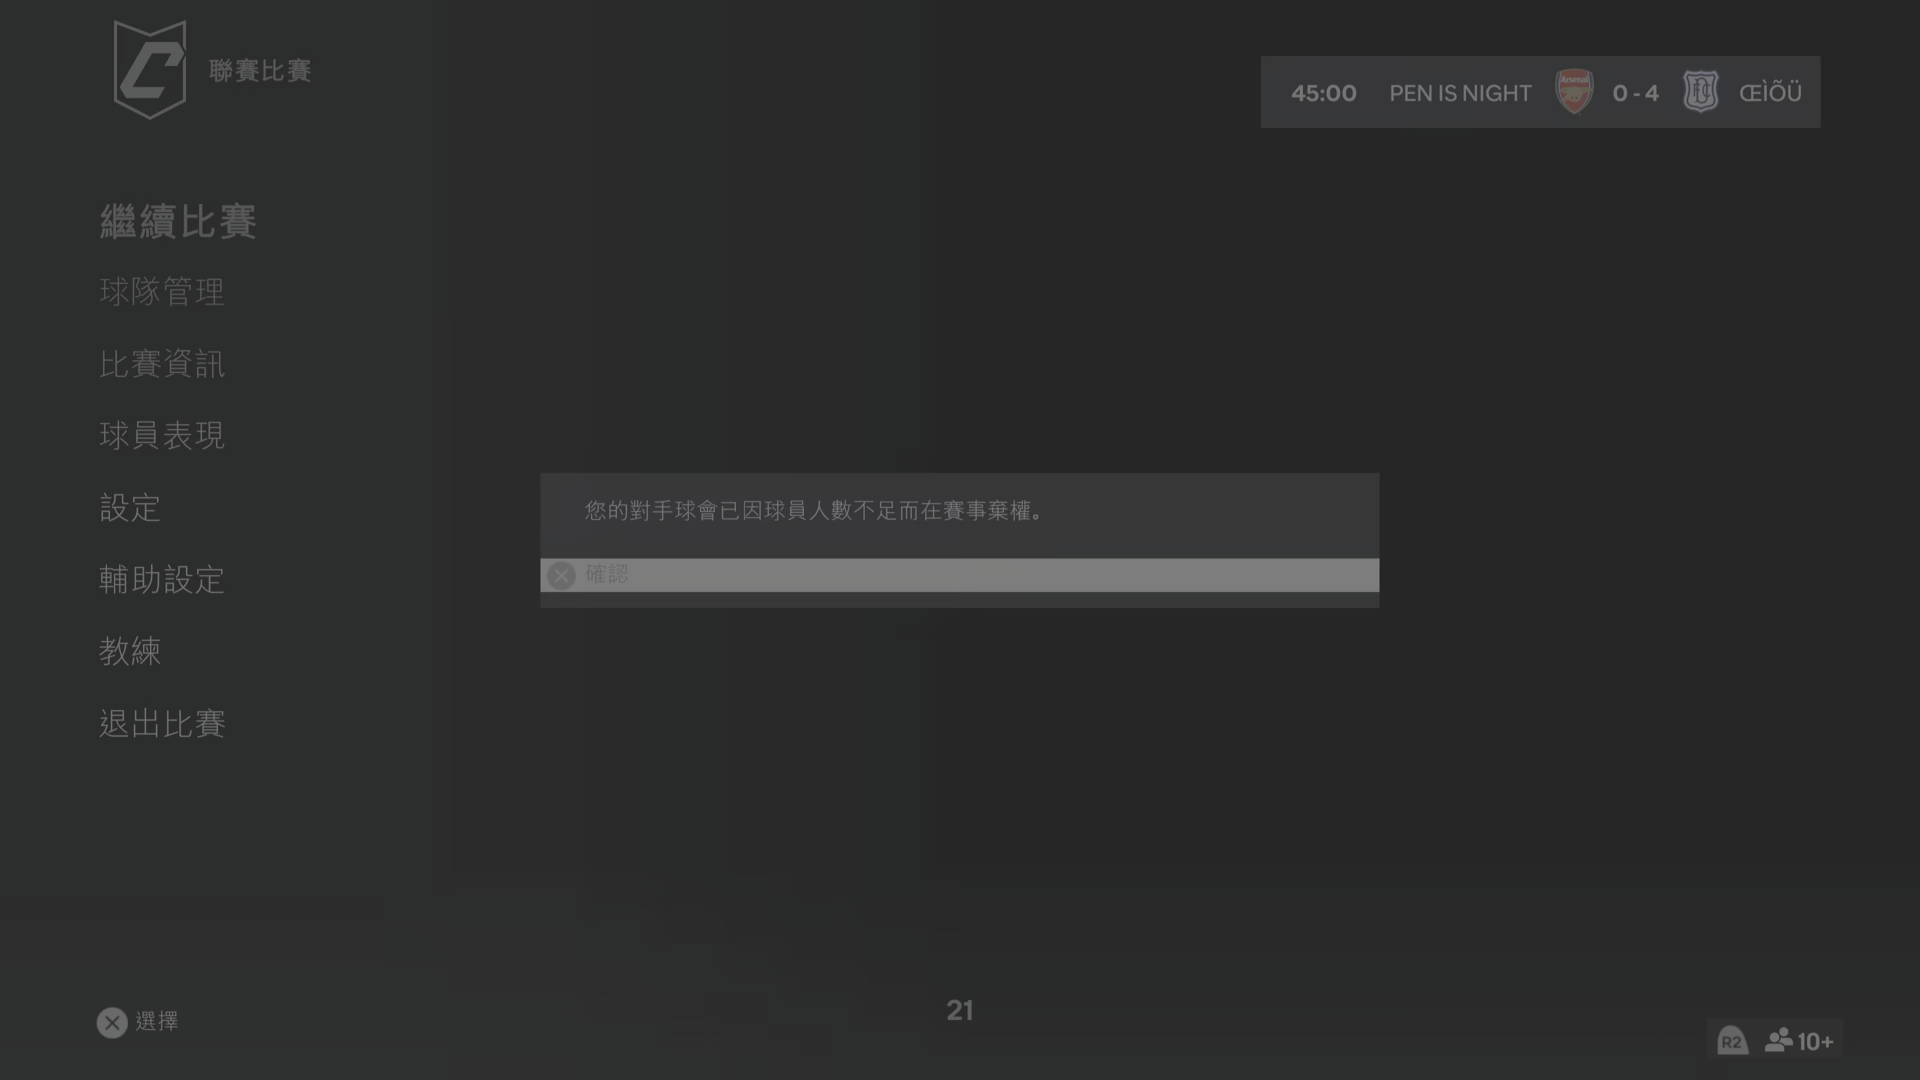 聯賽比賽
45:00 PEN IS NIGHT Arsenal 0 - 4 DFC ŒÌÕÜ
繼續比賽
球隊管理
比賽資訊
球員表現
設定
輔助設定
教練
退出比賽
您的對手球會已因球員人數不足而在賽事棄權。
確認
選擇
21
R2 10+